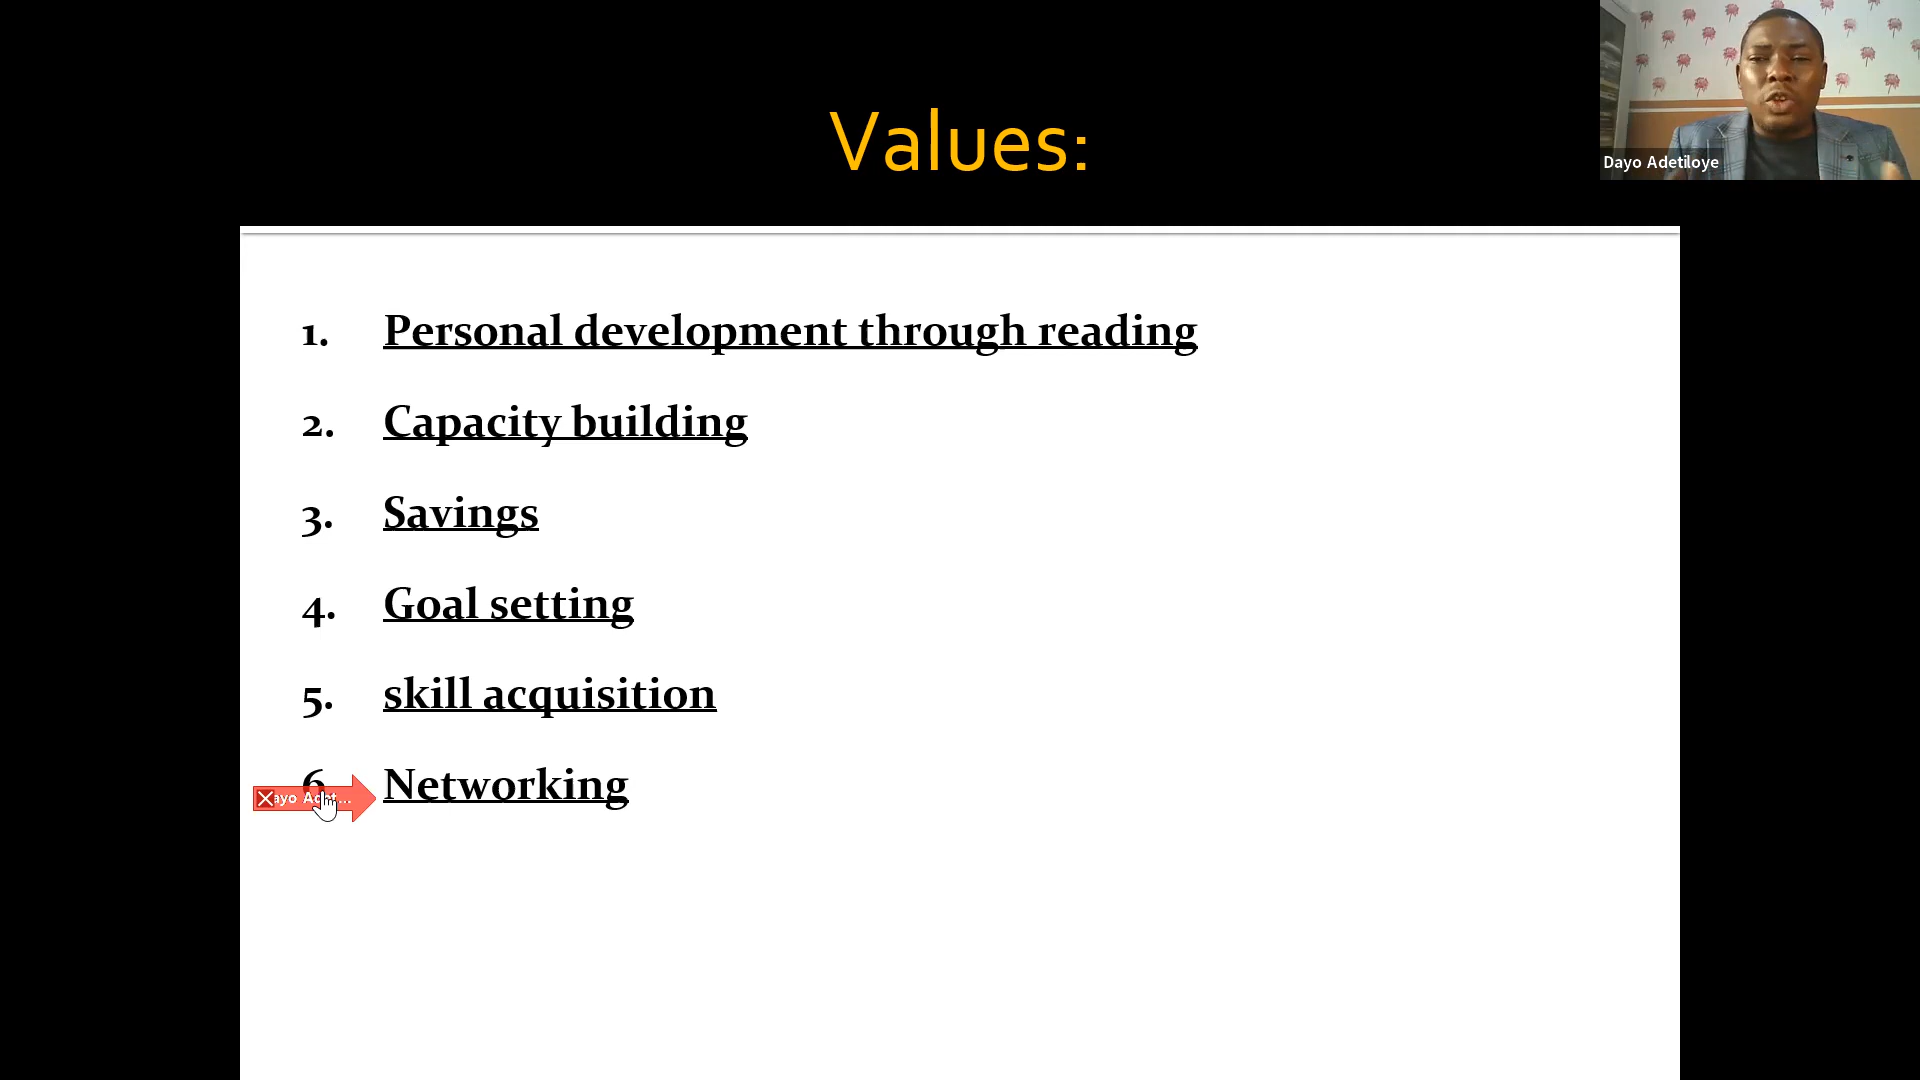 Values:
Dayo Adetiloye
1. Personal development through reading
2. Capacity building
3. Savings
4. Goal setting
5. skill acquisition
6. Networking